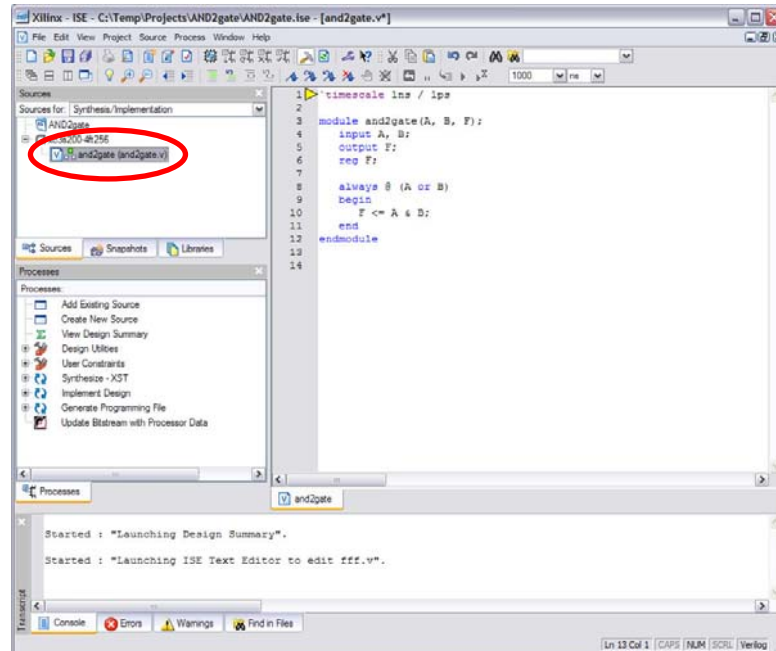 Xilinx - ISE - C:\Temp\Projects\AND2gate\AND2gate.ise - [and2gate.v*]
File Edit View Project Source Process Window Help
1000 ns
Sources
Sources for: Synthesis/Implementation
AND2gate
and2gate (and2gate.v)
Sources Snapshots Libraries
Processes
Processes:
Add Existing Source
Create New Source
View Design Summary
Design Utilities
User Constraints
Synthesize - XST
Implement Design
Generate Programming File
Update Bitstream with Processor Data
Processes
1 `timescale 1ns / 1ps
2
3 module and2gate(A, B, F);
4 input A, B;
5 output F;
6 reg F;
7
8 always @ (A or B)
9 begin
10 F <= A & B;
11 end
12 endmodule
13
14
and2gate
Started : "Launching Design Summary".
Started : "Launching ISE Text Editor to edit fff.v".
Transcript
Console Errors Warnings Find in Files
Ln 13 Col 1 CAPS NUM SCRL Verilog